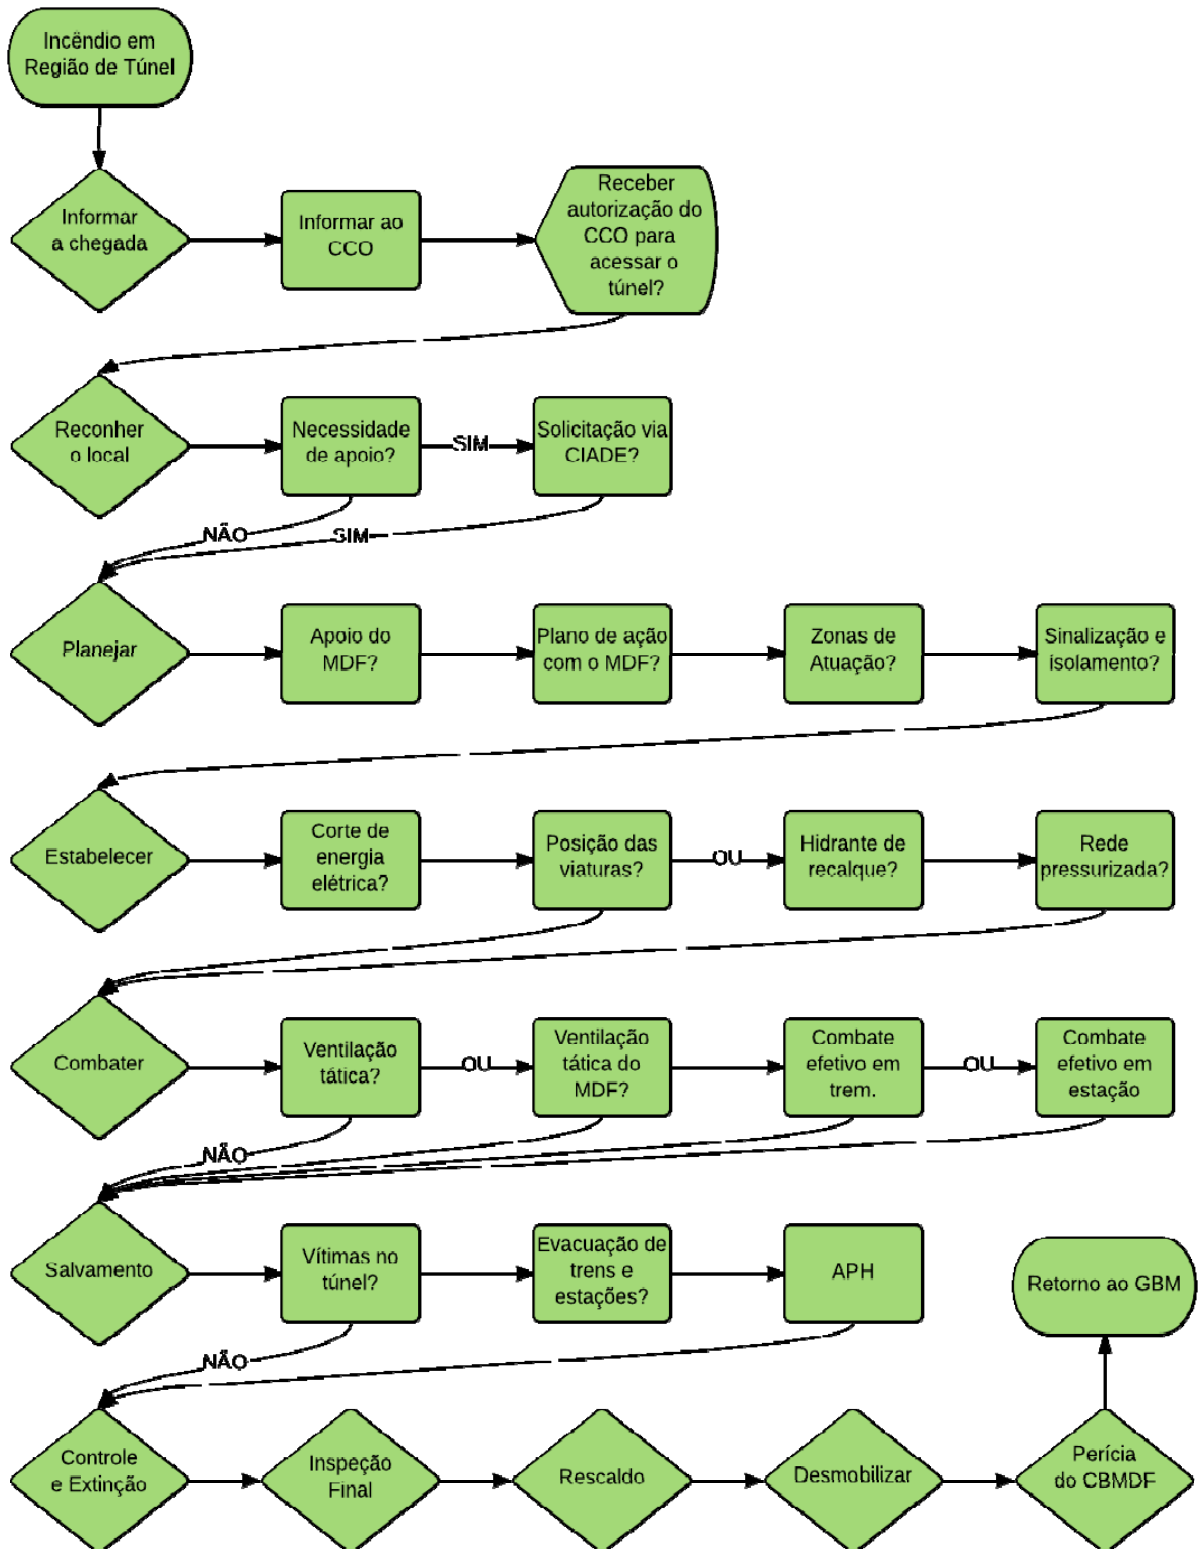 Incêndio em
Região de Túnel
Informar
a chegada
Informar ao
CCO
Receber
autorização do
CCO para
acessar o
túnel?
Reconher
o local
Necessidade
de apoio?
SIM
Solicitação via
CIADE?
NÃO
SIM
Planejar
Apoio do
MDF?
Plano de ação
com o MDF?
Zonas de
Atuação?
Sinalização e
isolamento?
Estabelecer
Corte de
energia
elétrica?
Posição das
viaturas?
OU
Hidrante de
recalque?
Rede
pressurizada?
Combater
Ventilação
tática?
OU
Ventilação
tática do
MDF?
Combate
efetivo em
trem.
OU
Combate
efetivo em
estação
NÃO
Salvamento
Vítimas no
túnel?
Evacuação de
trens e
estações?
APH
Retorno ao GBM
NÃO
Controle
e Extinção
Inspeção
Final
Rescaldo
Desmobilizar
Perícia
do CBMDF